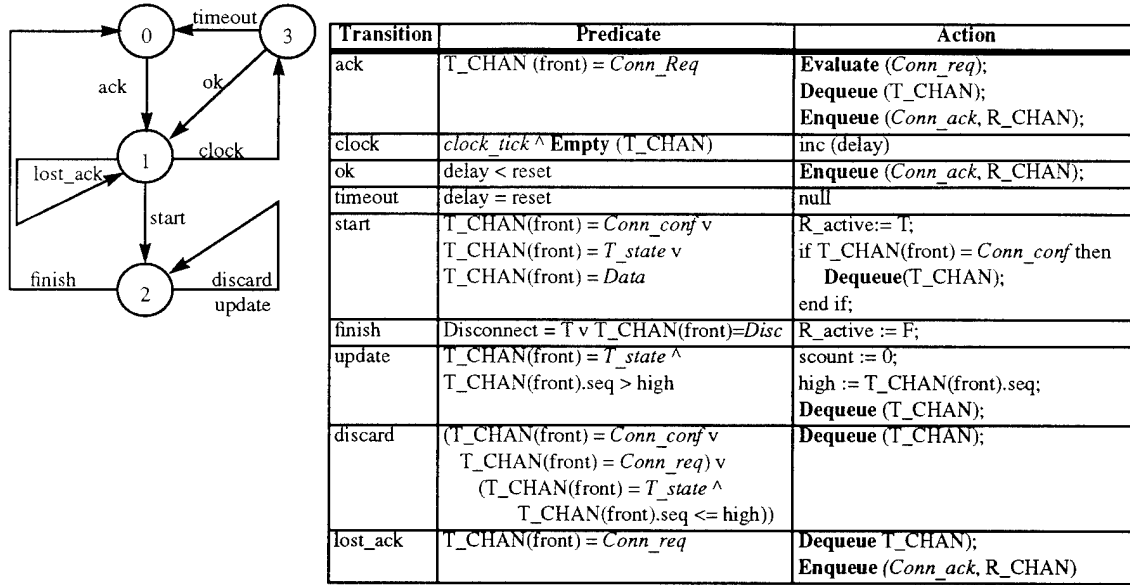 timeout
0
3
ack
ok
1
clock
lost_ack
start
finish
2
discard
update
Transition Predicate Action
ack T_CHAN (front) = Conn_Req Evaluate (Conn_req);
Dequeue (T_CHAN);
Enqueue (Conn_ack, R_CHAN);
clock clock_tick ^ Empty (T_CHAN) inc (delay)
ok delay < reset Enqueue (Conn_ack, R_CHAN);
timeout delay = reset null
start T_CHAN(front) = Conn_conf v R_active:= T;
T_CHAN(front) = T_state v if T_CHAN(front) = Conn_conf then
T_CHAN(front) = Data Dequeue(T_CHAN);
end if;
finish Disconnect = T v T_CHAN(front)=Disc R_active := F;
update T_CHAN(front) = T_state ^ scount := 0;
T_CHAN(front).seq > high high := T_CHAN(front).seq;
Dequeue (T_CHAN);
discard (T_CHAN(front) = Conn_conf v Dequeue (T_CHAN);
T_CHAN(front) = Conn_req) v
(T_CHAN(front) = T_state ^
T_CHAN(front).seq <= high))
lost_ack T_CHAN(front) = Conn_req Dequeue T_CHAN);
Enqueue (Conn_ack, R_CHAN)